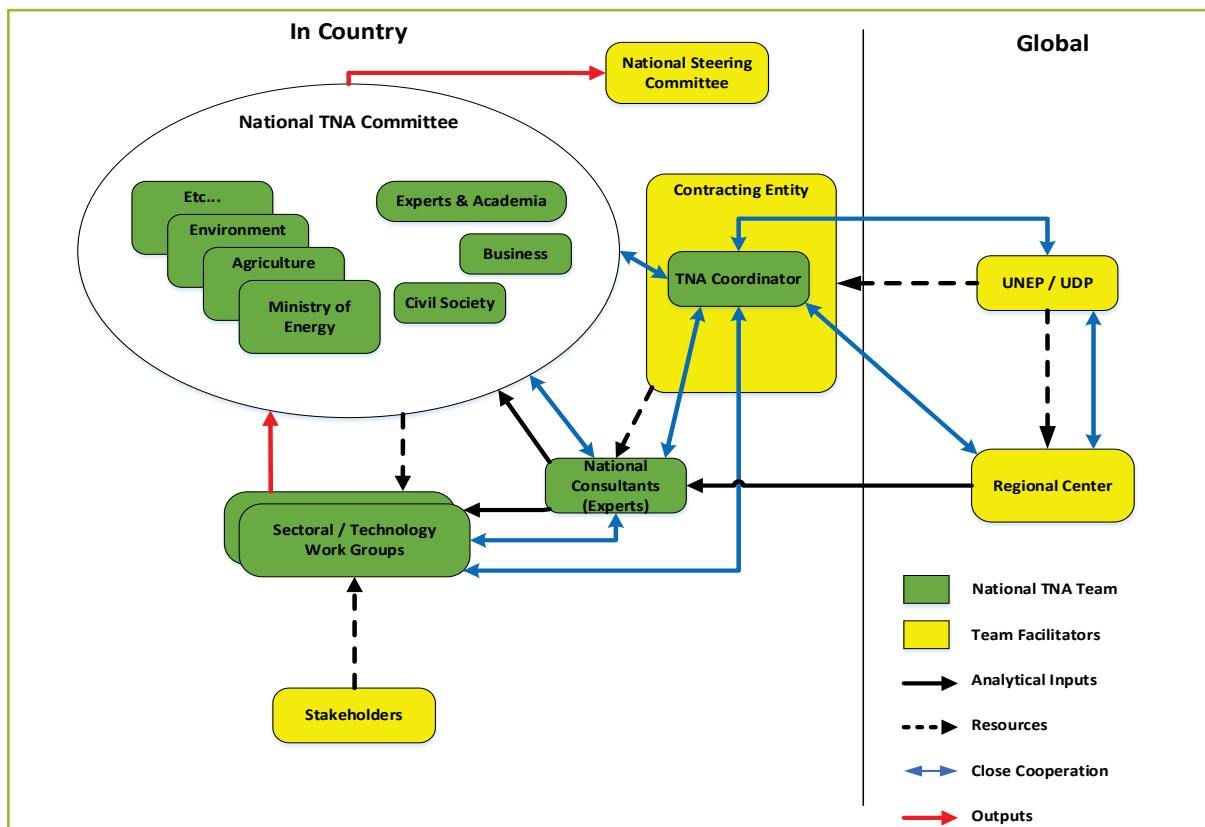 In Country
Global
National Steering
Committee
National TNA Committee
Contracting Entity
Etc...
Environment
Agriculture
Ministry of
Energy
Experts & Academia
Business
Civil Society
TNA Coordinator
UNEP / UDP
National
Consultants
(Experts)
Regional Center
Sectoral / Technology
Work Groups
Stakeholders
National TNA Team
Team Facilitators
Analytical Inputs
Resources
Close Cooperation
Outputs